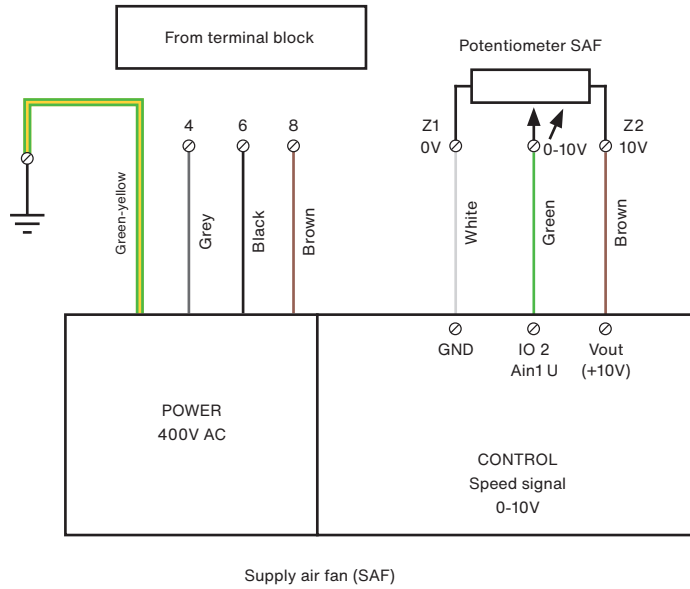 From terminal block
Potentiometer SAF
4
6
8
Z1
0V
0-10V
Z2
10V
Green-yellow
Grey
Black
Brown
White
Green
Brown
GND
IO 2
Ain1 U
Vout
(+10V)
POWER
400V AC
CONTROL
Speed signal
0-10V
Supply air fan (SAF)